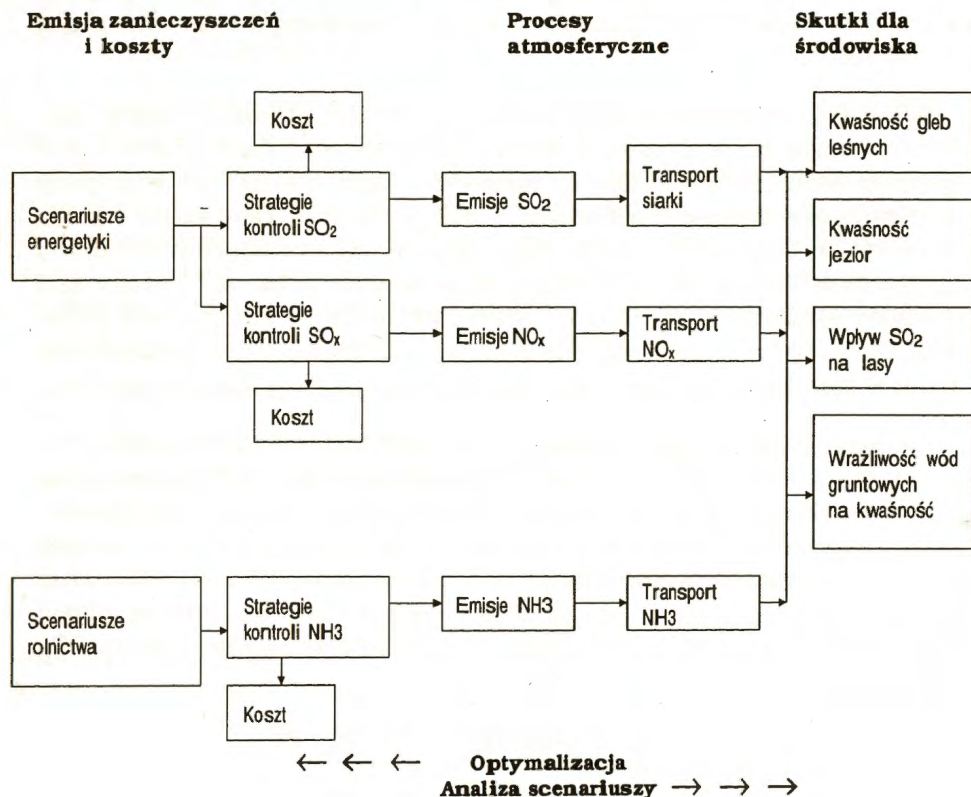 Emisja zanieczyszczeń
i koszty
Procesy
atmosferyczne
Skutki dla
środowiska
Koszt
Scenariusze
energetyki
Strategie
kontroli SO₂
Emisje SO₂
Transport
siarki
Kwaśność gleb
leśnych
Kwaśność
jezior
Strategie
kontroli SOₓ
Emisje NOₓ
Transport
NOₓ
Wpływ SO₂
na lasy
Koszt
Wrażliwość wód
gruntowych
na kwaśność
Scenariusze
rolnictwa
Strategie
kontroli NH3
Emisje NH3
Transport
NH3
Koszt
← ← ← Optymalizacja
Analiza scenariuszy → → →